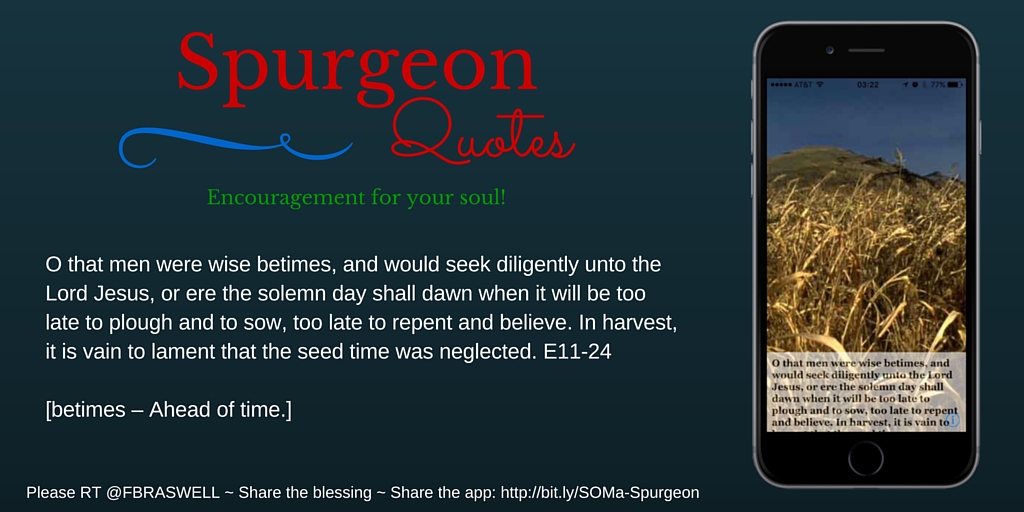 Spurgeon
Quotes
Encouragement for your soul!
O that men were wise betimes, and would seek diligently unto the
Lord Jesus, or ere the solemn day shall dawn when it will be too
late to plough and to sow, too late to repent and believe. In harvest,
it is vain to lament that the seed time was neglected. E11-24
[betimes – Ahead of time.]
Please RT @FBRASWELL ~ Share the blessing ~ Share the app: http://bit.ly/SOMa-Spurgeon
AT&T 03:22 77%
O that men were wise betimes, and
would seek diligently unto the Lord
Jesus, or ere the solemn day shall
dawn when it will be too late to
plough and to sow, too late to repent
and believe. In harvest, it is vain to